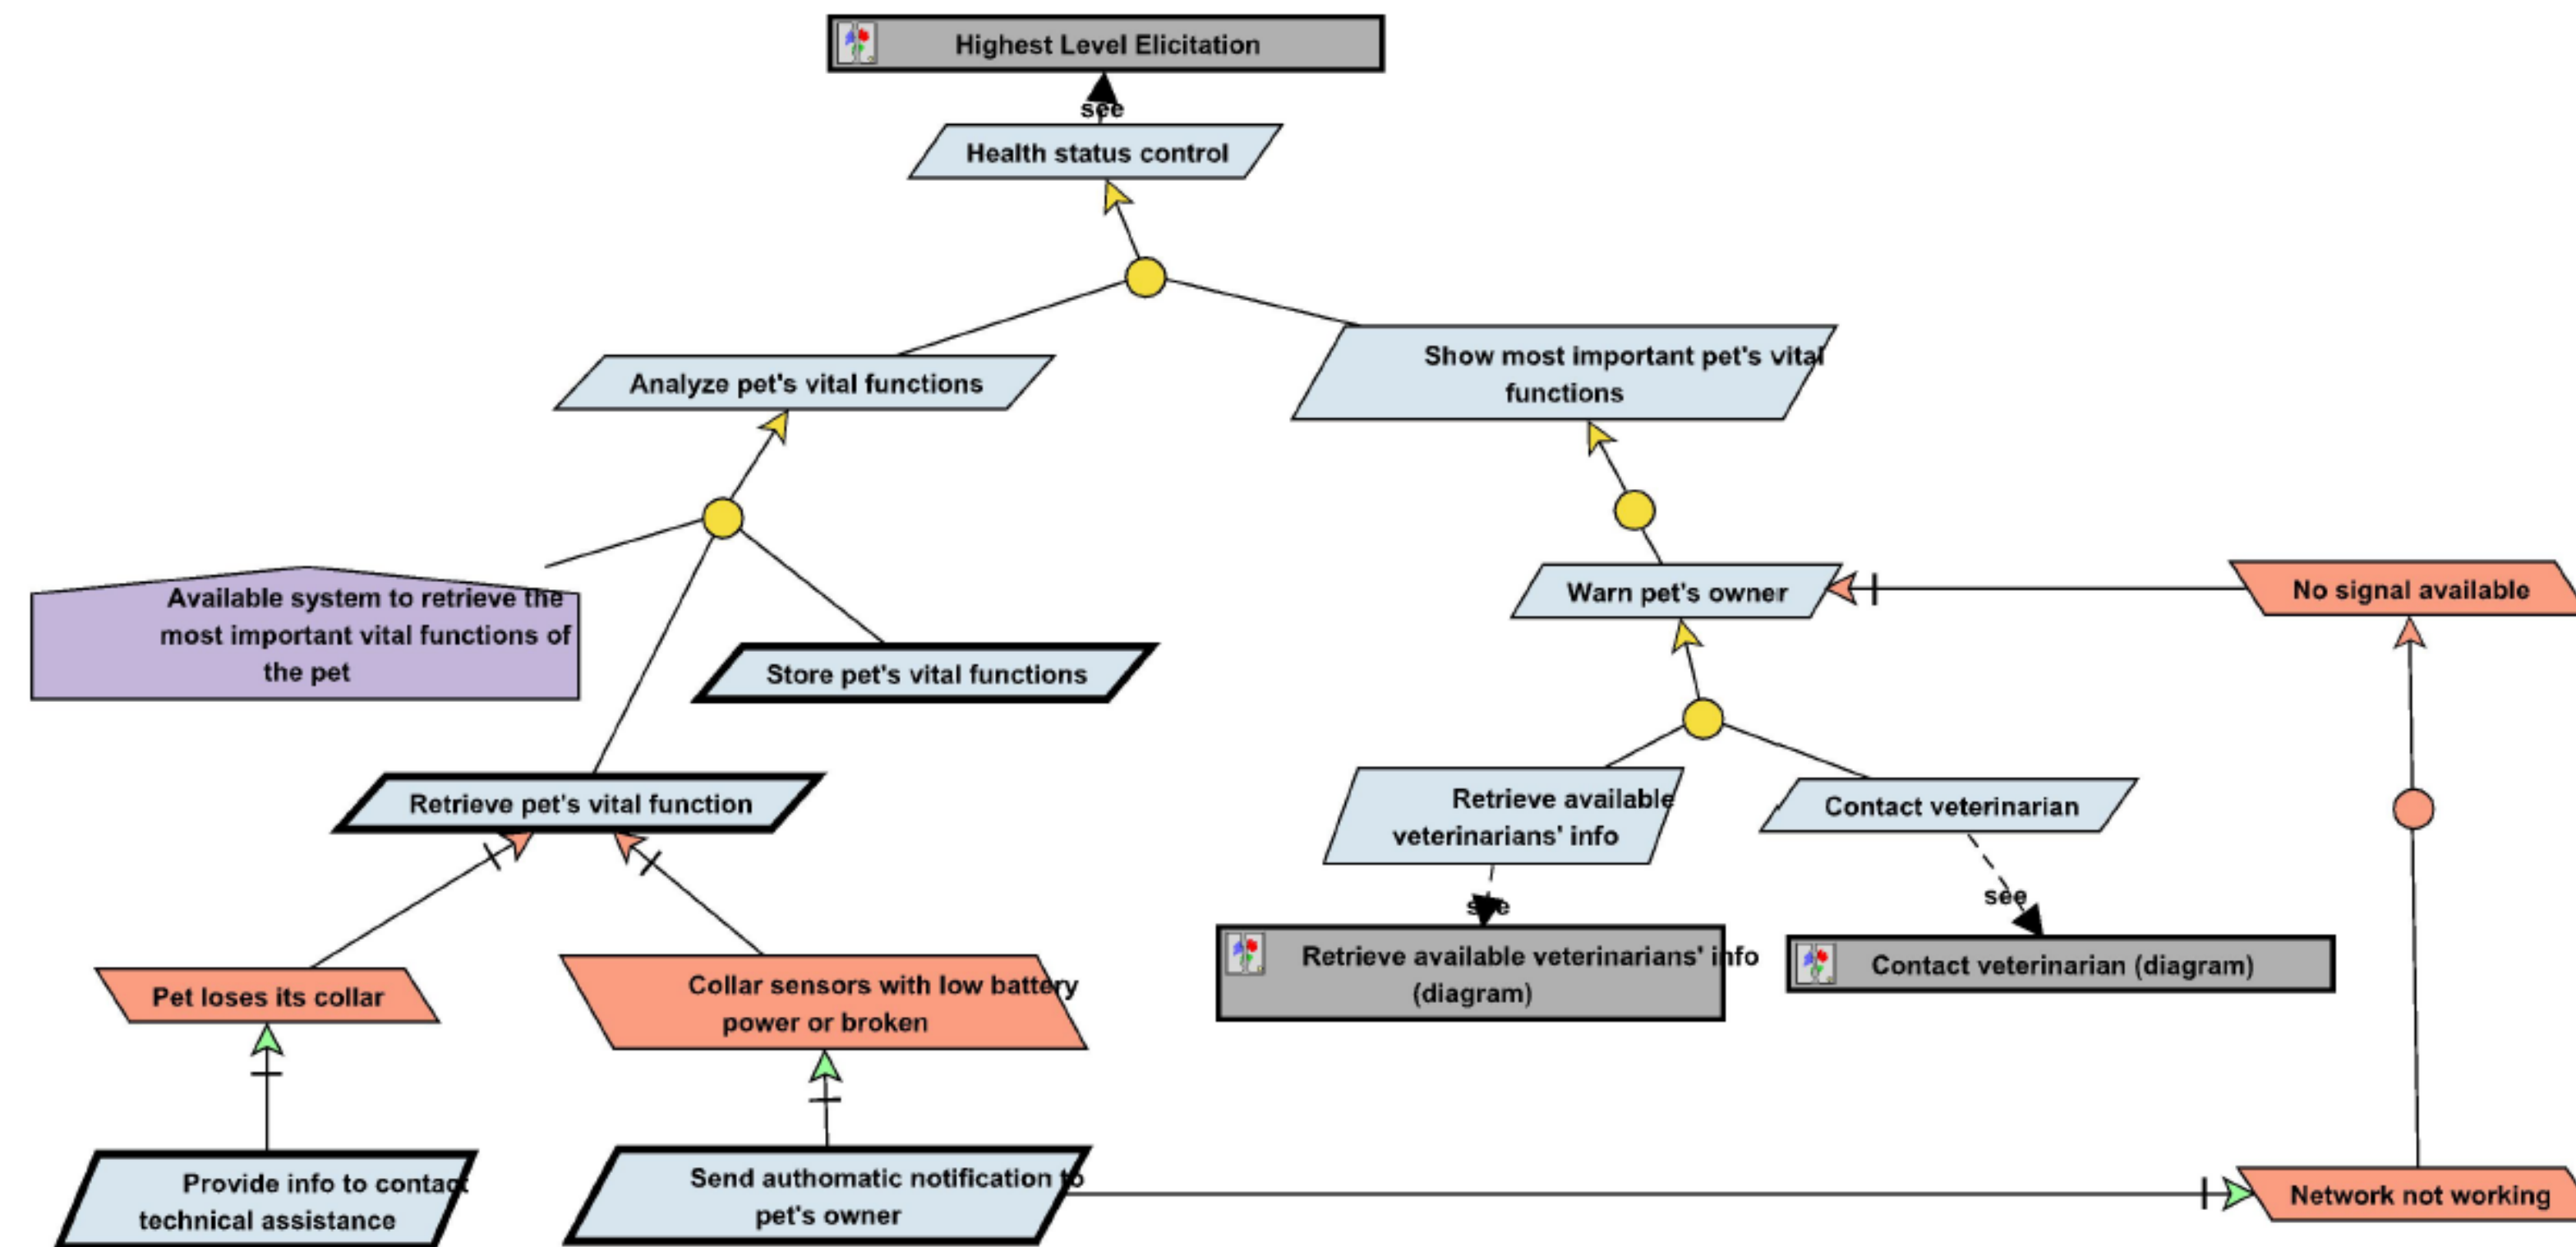 Highest Level Elicitation
see
Health status control
Analyze pet's vital functions
Show most important pet's vital
functions
Available system to retrieve the
most important vital functions of
the pet
Store pet's vital functions
Warn pet's owner
No signal available
Retrieve pet's vital function
Retrieve available
veterinarians' info
Contact veterinarian
see
see
Retrieve available veterinarians' info
(diagram)
Contact veterinarian (diagram)
Pet loses its collar
Collar sensors with low battery
power or broken
Provide info to contact
technical assistance
Send authomatic notification to
pet's owner
Network not working